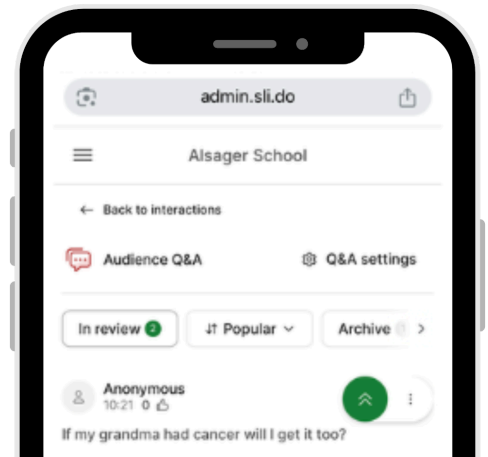 admin.sli.do
Alsager School
← Back to interactions
Audience Q&A
Q&A settings
In review 2
Popular
Archive
Anonymous
10:21 0
If my grandma had cancer will I get it too?